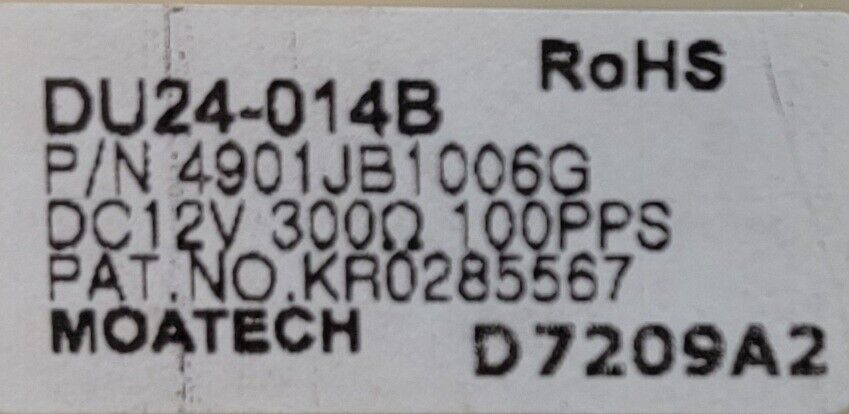 RoHS
DU24-014B
P/N 4901JB1006G
DC12V 300Ω 100PPS
PAT.NO.KR0285567
MOATECH D7209A2